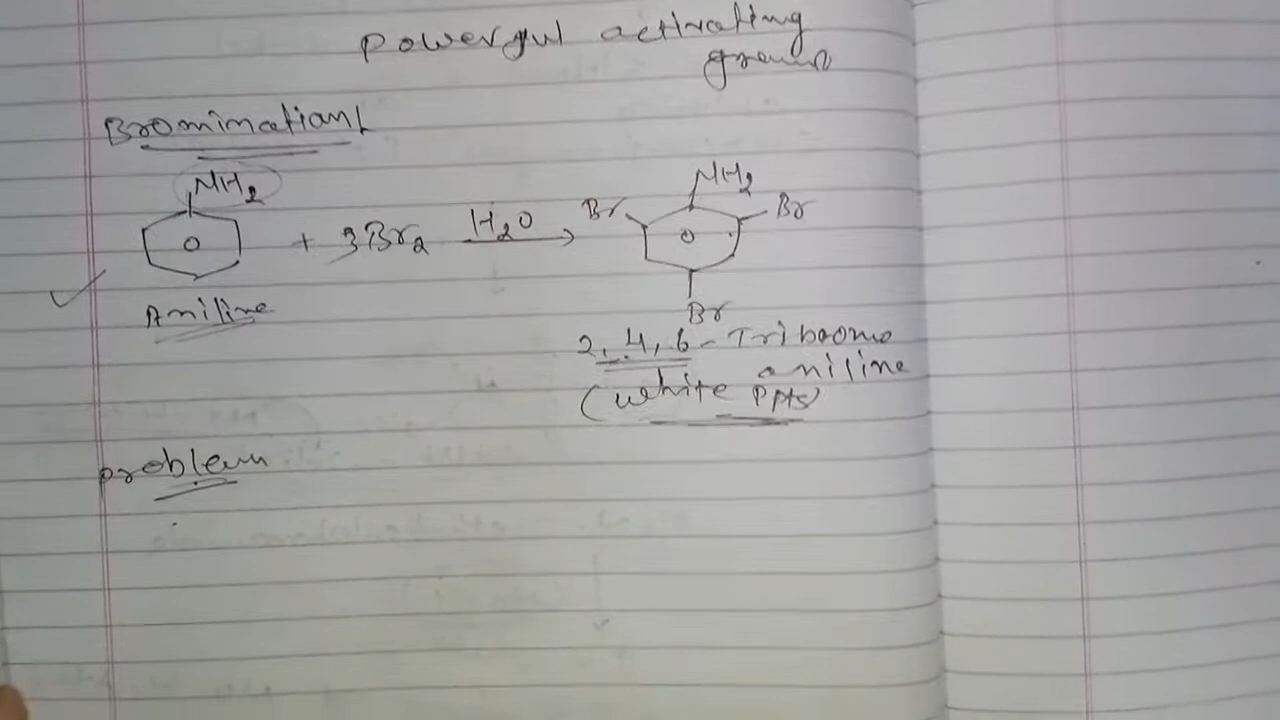 powerful activating
group
Bromination
NH2
NH2
Br
Br
+ 3Br2
H2O
Br
Aniline
2, 4, 6 - Tribromo
aniline
(white ppts)
problem